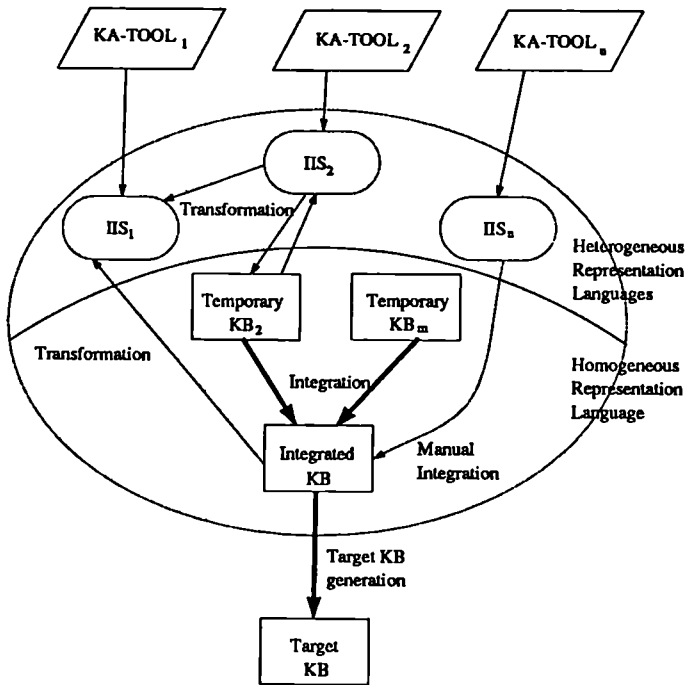 KA-TOOL 1
KA-TOOL 2
KA-TOOL n
IIS2
Transformation
IIS1
IISn
Heterogeneous
Representation
Languages
Temporary
KB2
Temporary
KBm
Transformation
Homogeneous
Representation
Language
Integration
Integrated
KB
Manual
Integration
Target KB
generation
Target
KB